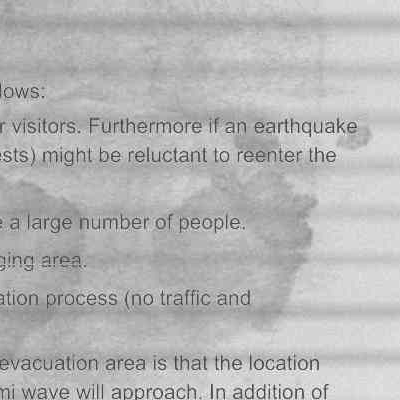 lows:
r visitors. Furthermore if an earthquake
ests) might be reluctant to reenter the
e a large number of people.
ging area.
ation process (no traffic and
evacuation area is that the location
mi wave will approach. In addition of